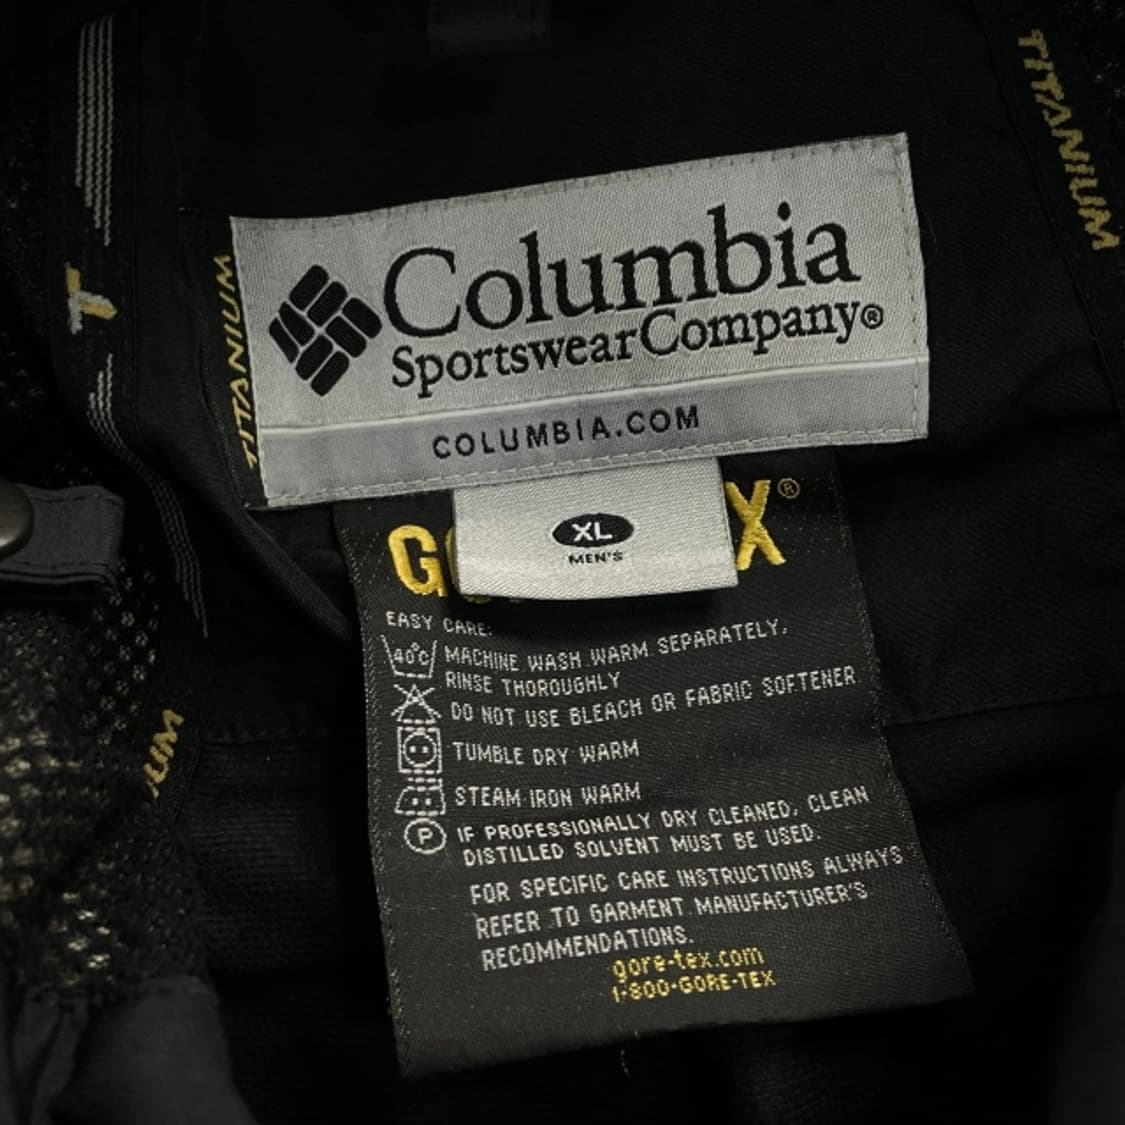 TITANIUM
TITANIUM
T
Columbia
SportswearCompany®
COLUMBIA.COM
G X®
XL
MEN'S
EASY CARE:
40°C MACHINE WASH WARM SEPARATELY.
RINSE THOROUGHLY
DO NOT USE BLEACH OR FABRIC SOFTENER
TUMBLE DRY WARM
STEAM IRON WARM
P IF PROFESSIONALLY DRY CLEANED, CLEAN
DISTILLED SOLVENT MUST BE USED.
FOR SPECIFIC CARE INSTRUCTIONS ALWAYS
REFER TO GARMENT MANUFACTURER'S
RECOMMENDATIONS.
gore-tex.com
1-800-GORE-TEX
UM